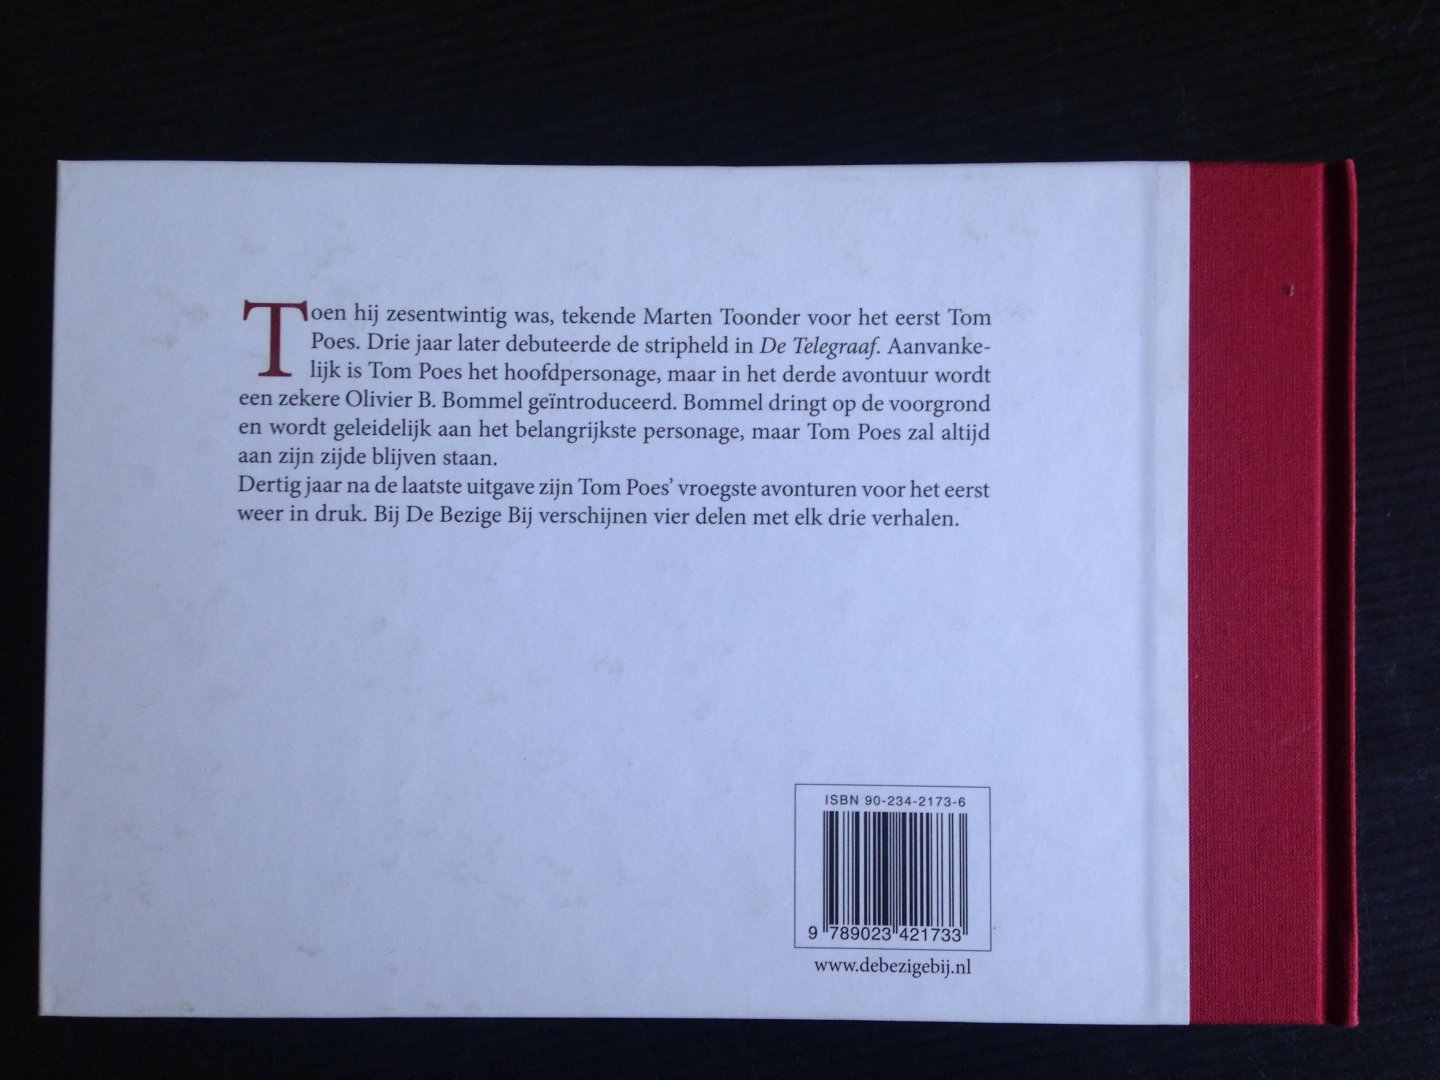 Toen hij zesentwintig was, tekende Marten Toonder voor het eerst Tom
Poes. Drie jaar later debuteerde de stripheld in De Telegraaf. Aanvanke-
lijk is Tom Poes het hoofdpersonage, maar in het derde avontuur wordt
een zekere Olivier B. Bommel geïntroduceerd. Bommel dringt op de voorgrond
en wordt geleidelijk aan het belangrijkste personage, maar Tom Poes zal altijd
aan zijn zijde blijven staan.
Dertig jaar na de laatste uitgave zijn Tom Poes’ vroegste avonturen voor het eerst
weer in druk. Bij De Bezige Bij verschijnen vier delen met elk drie verhalen.
ISBN 90-234-2173-6
9 789023 421733
www.debezigebij.nl